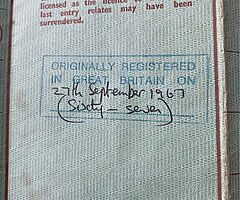 licensed as the licence to
last entry relates may have been
surrendered.
ORIGINALLY REGISTERED
IN GREAT BRITAIN ON
27th September 1967
(Sixty – seven)